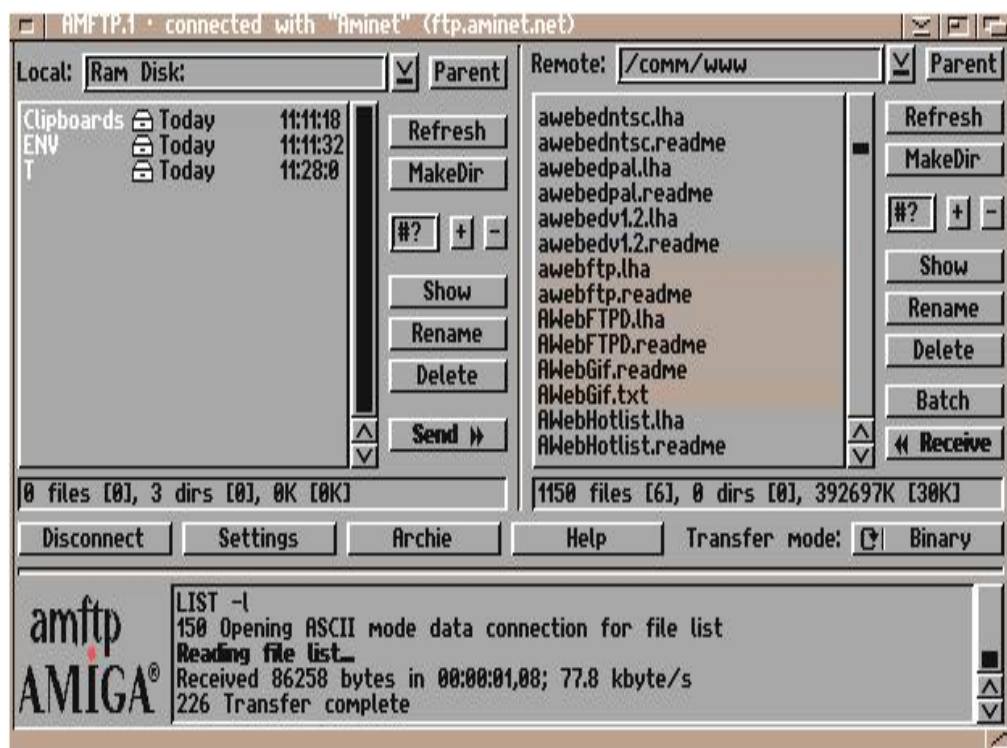 AMFTP.1 · connected with "Aminet" (ftp.aminet.net)
Local: Ram Disk: Parent
Clipboards Today 11:11:18
ENV Today 11:11:32
T Today 11:28:0
Refresh
MakeDir
#? + -
Show
Rename
Delete
Send »
0 files [0], 3 dirs [0], 0K [0K]
Remote: /comm/www Parent
awebedntsc.lha
awebedntsc.readme
awebedpal.lha
awebedpal.readme
awebedv1.2.lha
awebedv1.2.readme
awebftp.lha
awebftp.readme
AWebFTPD.lha
AWebFTPD.readme
AWebGif.readme
AWebGif.txt
AWebHotlist.lha
AWebHotlist.readme
Refresh
MakeDir
#? + -
Show
Rename
Delete
Batch
« Receive
1150 files [6], 0 dirs [0], 392697K [30K]
Disconnect Settings Archie Help Transfer mode: Binary
amftp
AMIGA®
LIST -l
150 Opening ASCII mode data connection for file list
Reading file list…
Received 86258 bytes in 00:00:01,08; 77.8 kbyte/s
226 Transfer complete